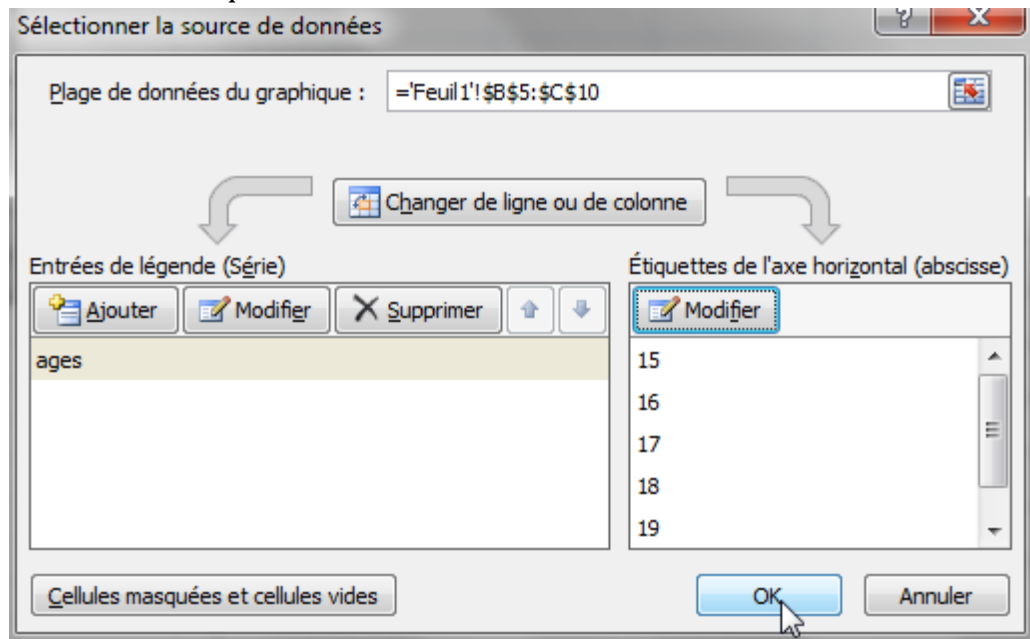 Sélectionner la source de données
Plage de données du graphique : ='Feuil1'!$B$5:$C$10
Changer de ligne ou de colonne
Entrées de légende (Série)
Ajouter Modifier Supprimer
ages
Étiquettes de l'axe horizontal (abscisse)
Modifier
15
16
17
18
19
Cellules masquées et cellules vides
OK Annuler